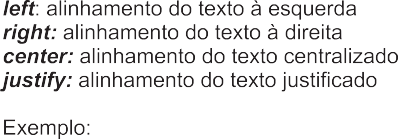 left: alinhamento do texto à esquerda
right: alinhamento do texto à direita
center: alinhamento do texto centralizado
justify: alinhamento do texto justificado
Exemplo: